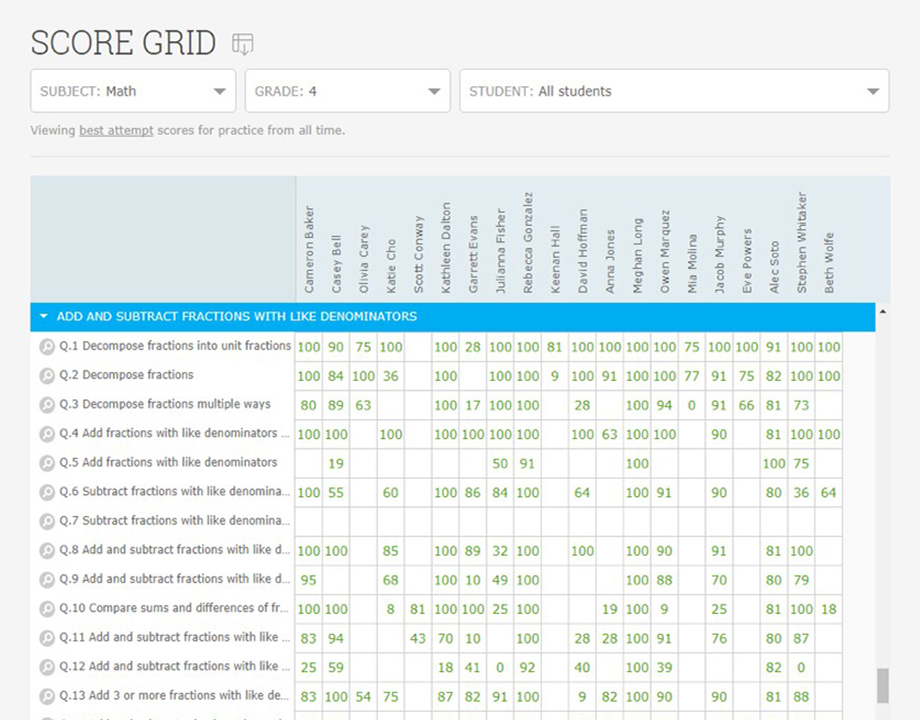 SCORE GRID
SUBJECT: Math GRADE: 4 STUDENT: All students
Viewing best attempt scores for practice from all time.
Cameron Baker
Casey Bell
Olivia Carey
Katie Cho
Scott Conway
Kathleen Dalton
Garrett Evans
Julianna Fisher
Rebecca Gonzalez
Keenan Hall
David Hoffman
Anna Jones
Meghan Long
Owen Marquez
Mia Molina
Jacob Murphy
Eve Powers
Alec Soto
Stephen Whitaker
Beth Wolfe
ADD AND SUBTRACT FRACTIONS WITH LIKE DENOMINATORS
Q.1 Decompose fractions into unit fractions 100 90 75 100 100 28 100 100 81 100 100 100 100 75 100 100 91 100 100
Q.2 Decompose fractions 100 84 100 36 100 100 100 9 100 91 100 100 77 91 75 82 100 100
Q.3 Decompose fractions multiple ways 80 89 63 100 17 100 100 28 100 94 0 91 66 81 73
Q.4 Add fractions with like denominators ... 100 100 100 100 100 100 100 100 63 100 100 90 81 100 100
Q.5 Add fractions with like denominators 19 50 91 100 100 75
Q.6 Subtract fractions with like denomina... 100 55 60 100 86 84 100 64 100 91 90 80 36 64
Q.7 Subtract fractions with like denomina...
Q.8 Add and subtract fractions with like d... 100 100 85 100 89 32 100 100 100 90 91 81 100
Q.9 Add and subtract fractions with like d... 95 68 100 10 49 100 100 88 70 80 79
Q.10 Compare sums and differences of fr... 100 100 8 81 100 100 25 100 19 100 9 25 81 100 18
Q.11 Add and subtract fractions with like ... 83 94 43 70 10 100 28 28 100 91 76 80 87
Q.12 Add and subtract fractions with like ... 25 59 18 41 0 92 40 100 39 82 0
Q.13 Add 3 or more fractions with like de... 83 100 54 75 87 82 91 100 9 82 100 90 90 81 88